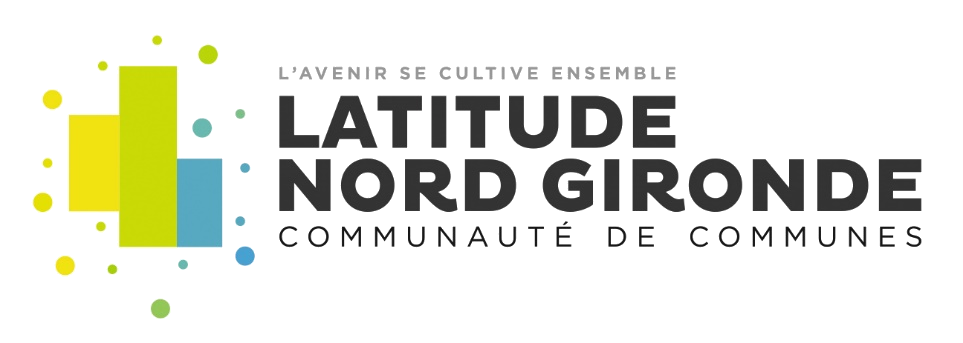 L'AVENIR SE CULTIVE ENSEMBLE
LATITUDE
NORD GIRONDE
COMMUNAUTÉ DE COMMUNES